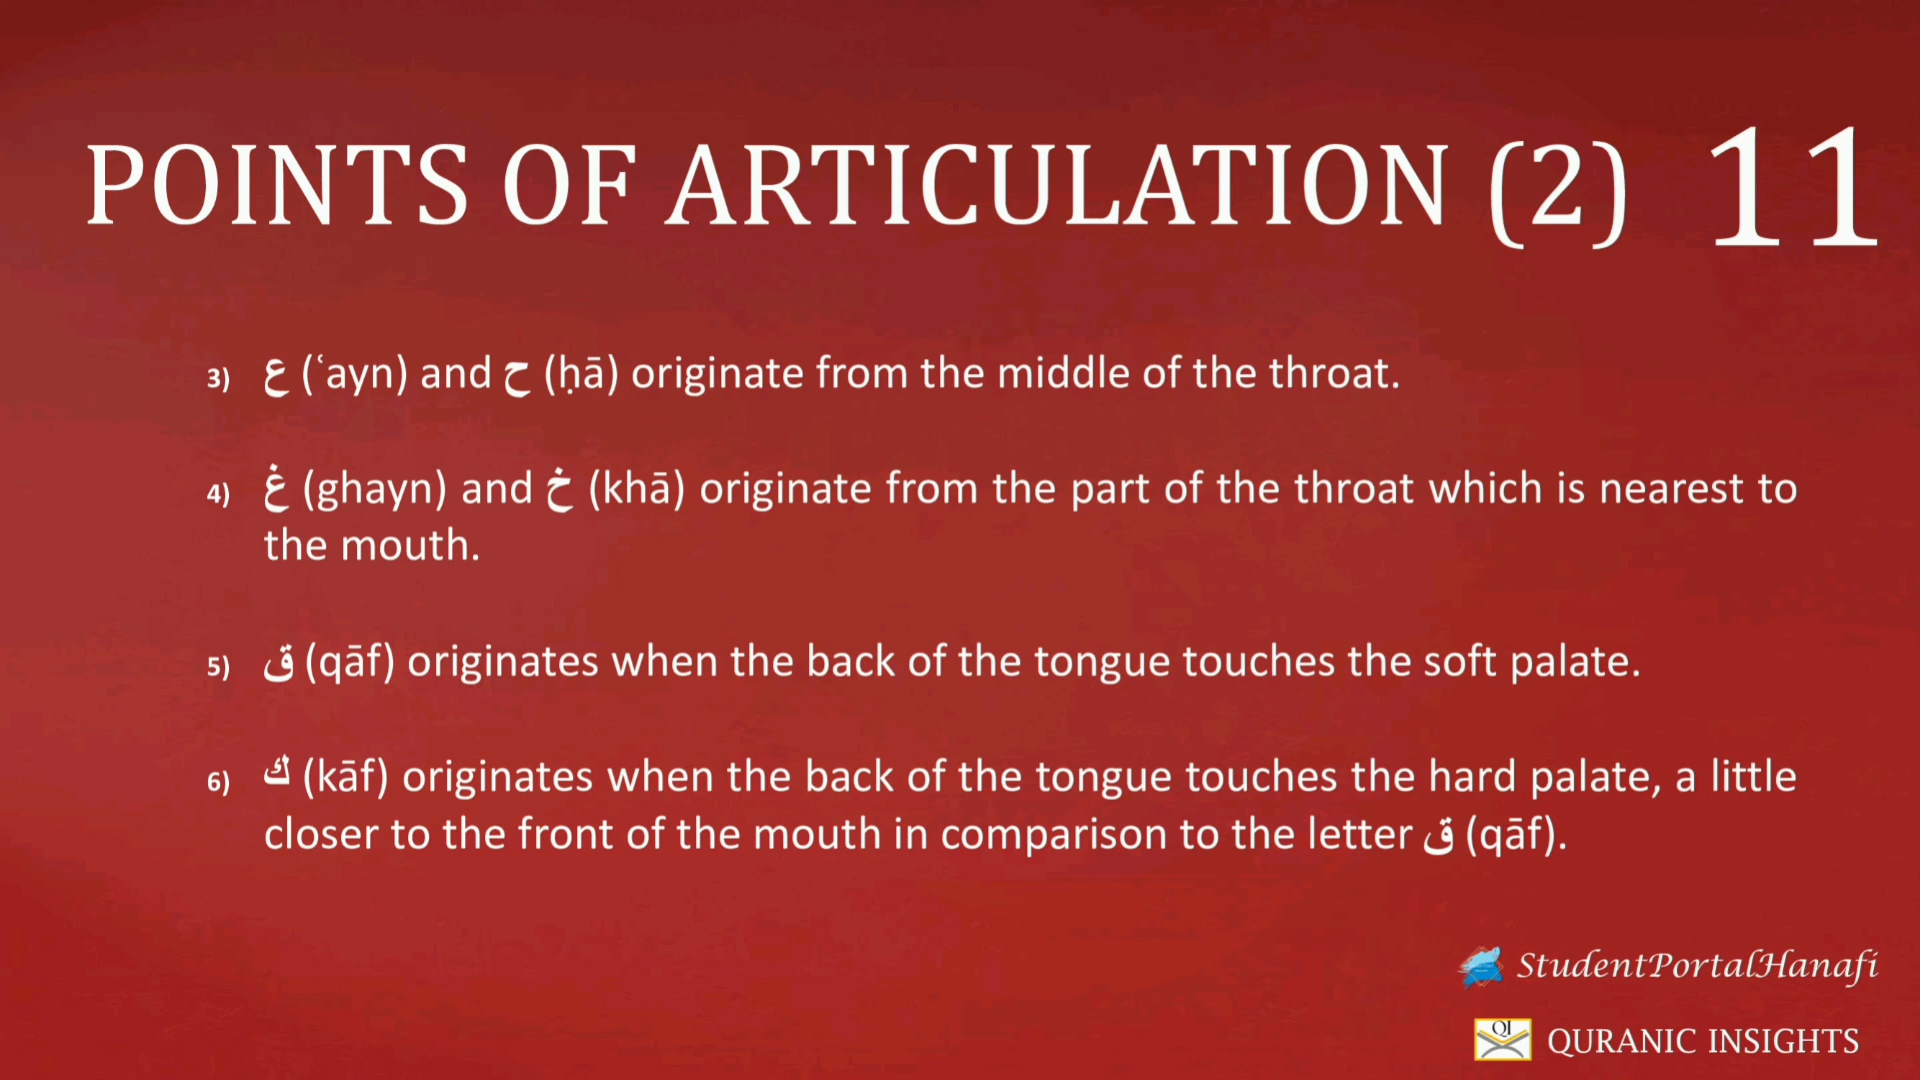 POINTS OF ARTICULATION (2) 11
3) ع (ʿayn) and ح (ḥā) originate from the middle of the throat.
4) غ (ghayn) and خ (khā) originate from the part of the throat which is nearest to
the mouth.
5) ق (qāf) originates when the back of the tongue touches the soft palate.
6) ك (kāf) originates when the back of the tongue touches the hard palate, a little
closer to the front of the mouth in comparison to the letter ق (qāf).
StudentPortalHanafi
QI QURANIC INSIGHTS